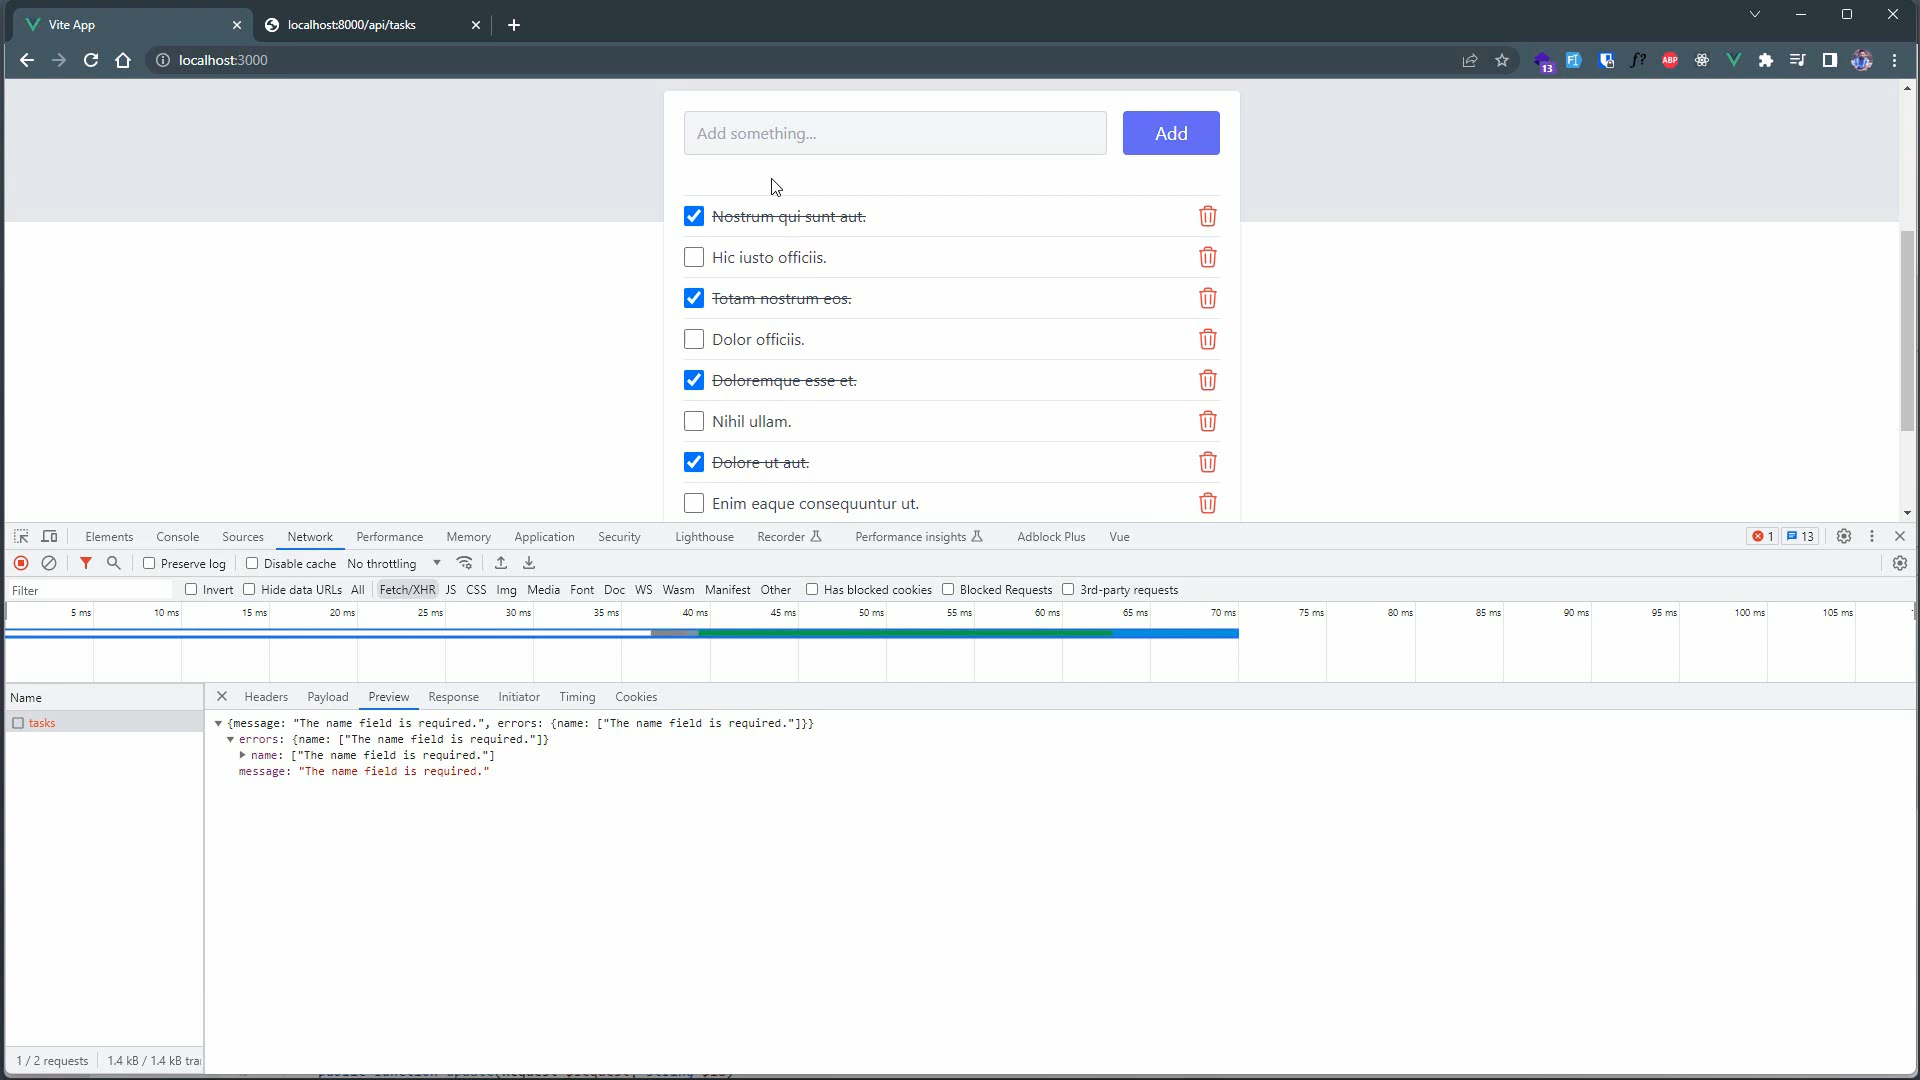 Vite App
localhost:8000/api/tasks
localhost:3000
13
ABP
Add something...
Add
Nostrum qui sunt aut.
Hic iusto officiis.
Totam nostrum eos.
Dolor officiis.
Doloremque esse et.
Nihil ullam.
Dolore ut aut.
Enim eaque consequuntur ut.
Elements Console Sources Network Performance Memory Application Security Lighthouse Recorder Performance insights Adblock Plus Vue 1 13
Preserve log Disable cache No throttling
Filter Invert Hide data URLs All Fetch/XHR JS CSS Img Media Font Doc WS Wasm Manifest Other Has blocked cookies Blocked Requests 3rd-party requests
5 ms 10 ms 15 ms 20 ms 25 ms 30 ms 35 ms 40 ms 45 ms 50 ms 55 ms 60 ms 65 ms 70 ms 75 ms 80 ms 85 ms 90 ms 95 ms 100 ms 105 ms
Name Headers Payload Preview Response Initiator Timing Cookies
tasks
{message: "The name field is required.", errors: {name: ["The name field is required."]}}
errors: {name: ["The name field is required."]}
name: ["The name field is required."]
message: "The name field is required."
1 / 2 requests 1.4 kB / 1.4 kB tra